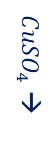 CuSO₄ →